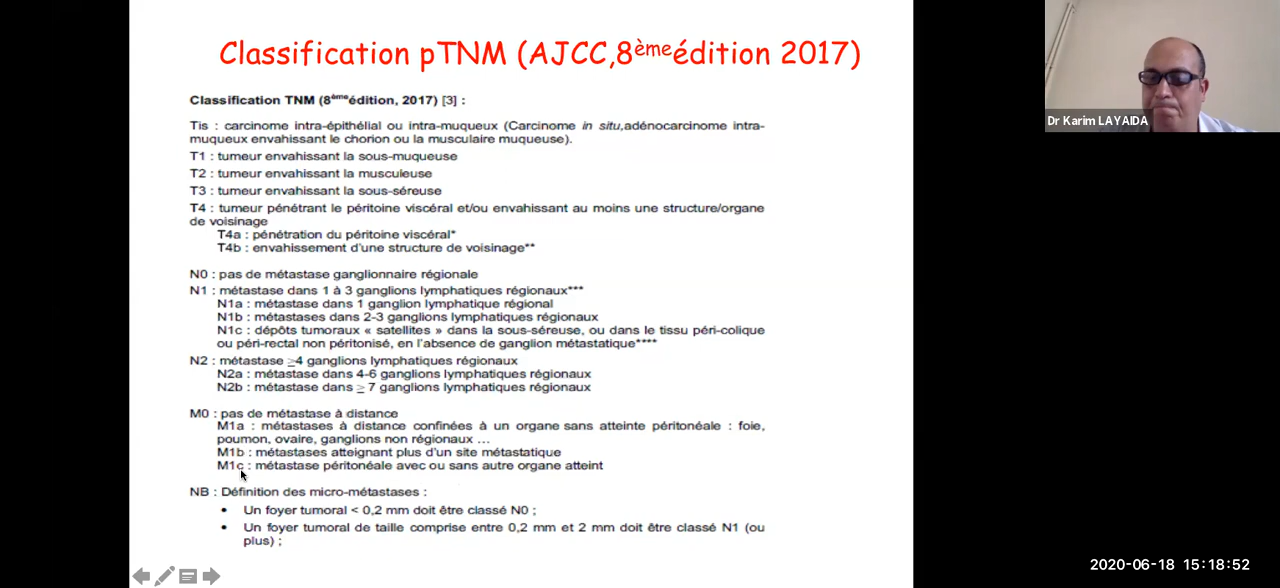 Classification pTNM (AJCC,8èmeédition 2017)
Classification TNM (8èmeédition, 2017) [3] :
Tis : carcinome intra-épithélial ou intra-muqueux (Carcinome in situ,adénocarcinome intra-
muqueux envahissant le chorion ou la musculaire muqueuse).
T1 : tumeur envahissant la sous-muqueuse
T2 : tumeur envahissant la musculeuse
T3 : tumeur envahissant la sous-séreuse
T4 : tumeur pénétrant le péritoine viscéral et/ou envahissant au moins une structure/organe
de voisinage
T4a : pénétration du péritoine viscéral*
T4b : envahissement d'une structure de voisinage**
N0 : pas de métastase ganglionnaire régionale
N1 : métastase dans 1 à 3 ganglions lymphatiques régionaux***
N1a : métastase dans 1 ganglion lymphatique régional
N1b : métastases dans 2-3 ganglions lymphatiques régionaux
N1c : dépôts tumoraux « satellites » dans la sous-séreuse, ou dans le tissu péri-colique
ou péri-rectal non péritonisé, en l'absence de ganglion métastatique****
N2 : métastase ≥4 ganglions lymphatiques régionaux
N2a : métastase dans 4-6 ganglions lymphatiques régionaux
N2b : métastase dans ≥ 7 ganglions lymphatiques régionaux
M0 : pas de métastase à distance
M1a : métastases à distance confinées à un organe sans atteinte péritonéale : foie,
poumon, ovaire, ganglions non régionaux …
M1b : métastases atteignant plus d'un site métastatique
M1c : métastase péritonéale avec ou sans autre organe atteint
NB : Définition des micro-métastases :
• Un foyer tumoral < 0,2 mm doit être classé N0 ;
• Un foyer tumoral de taille comprise entre 0,2 mm et 2 mm doit être classé N1 (ou
plus) ;
Dr Karim LAYAIDA
2020-06-18 15:18:52